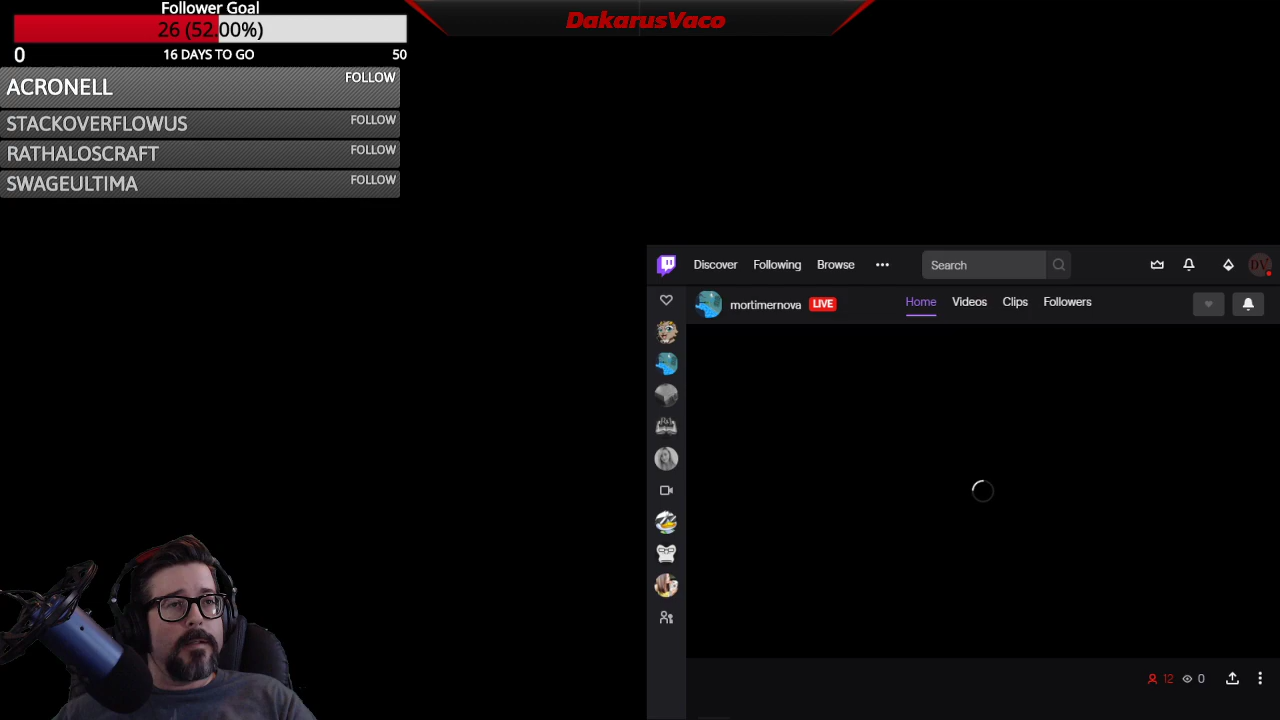 Follower Goal
26 (52.00%)
0 16 DAYS TO GO 50
ACRONELL FOLLOW
STACKOVERFLOWUS FOLLOW
RATHALOSCRAFT FOLLOW
SWAGEULTIMA FOLLOW
DakarusVaco
Discover Following Browse ••• Search DV
mortimernova LIVE Home Videos Clips Followers
12 0